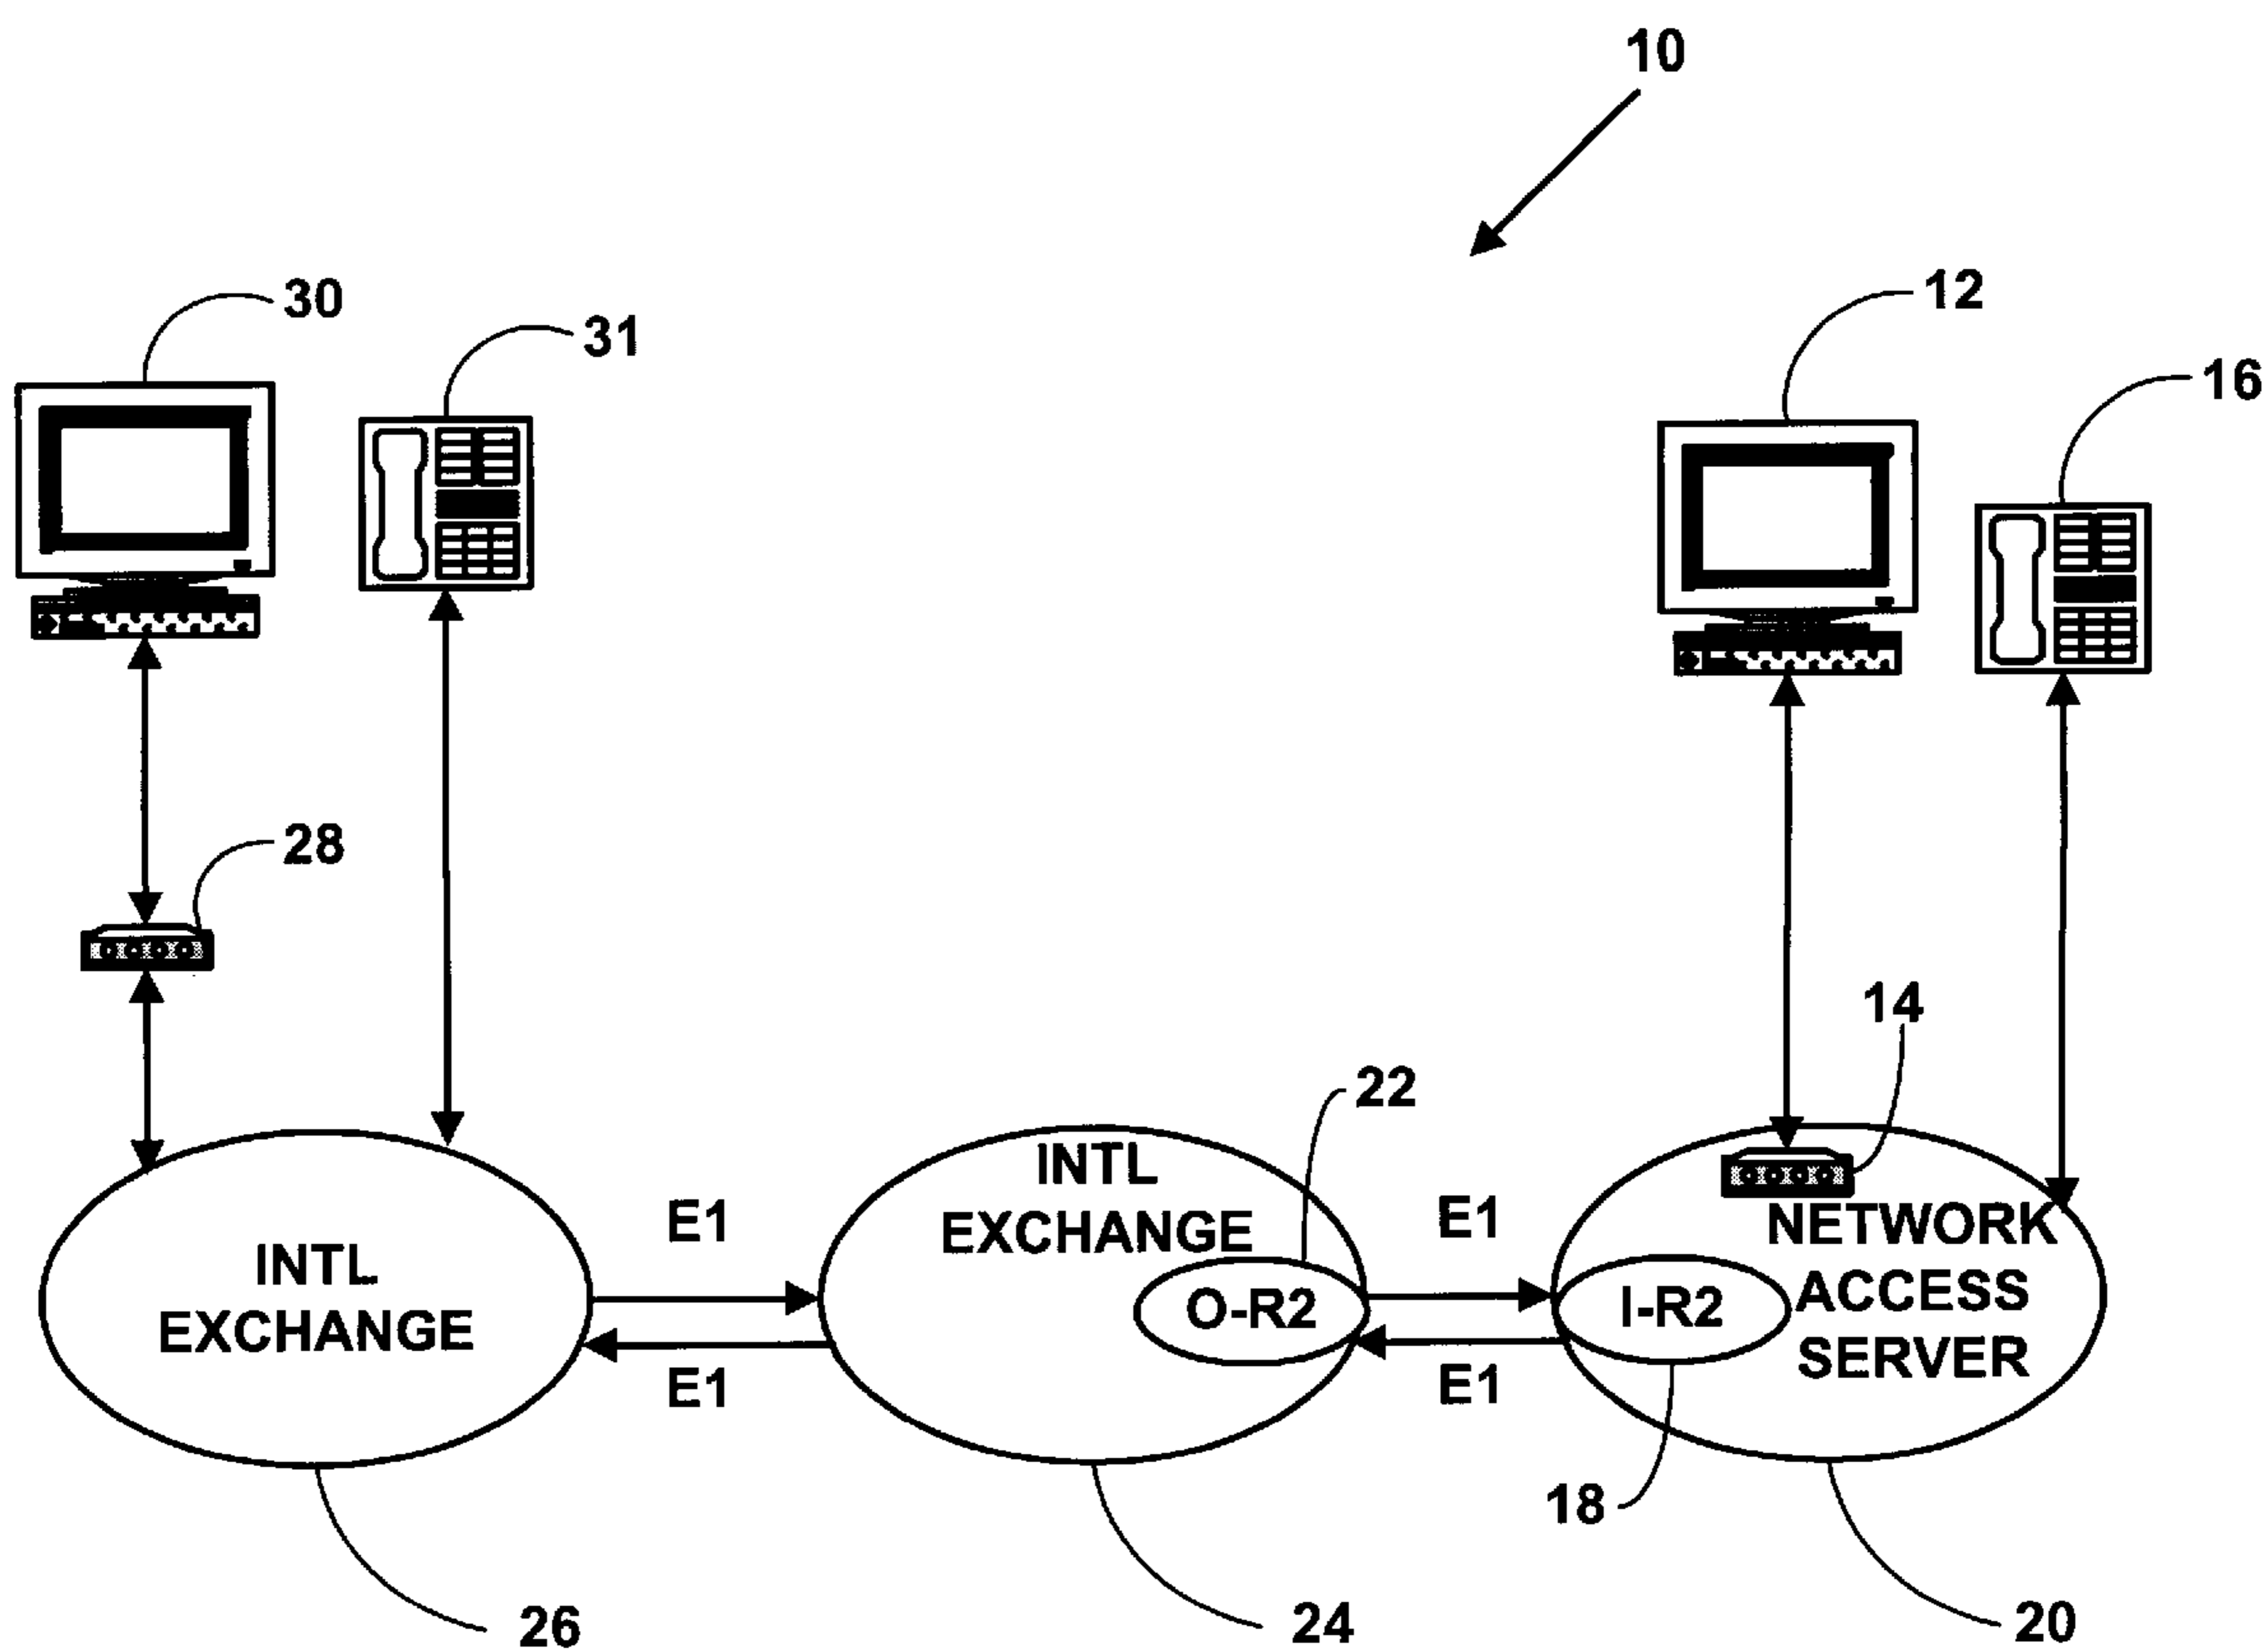 10
30
31
12
16
28
14
22
INTL
EXCHANGE
E1
INTL
EXCHANGE
O-R2
E1
NETWORK
ACCESS
SERVER
I-R2
E1
E1
18
26
24
20